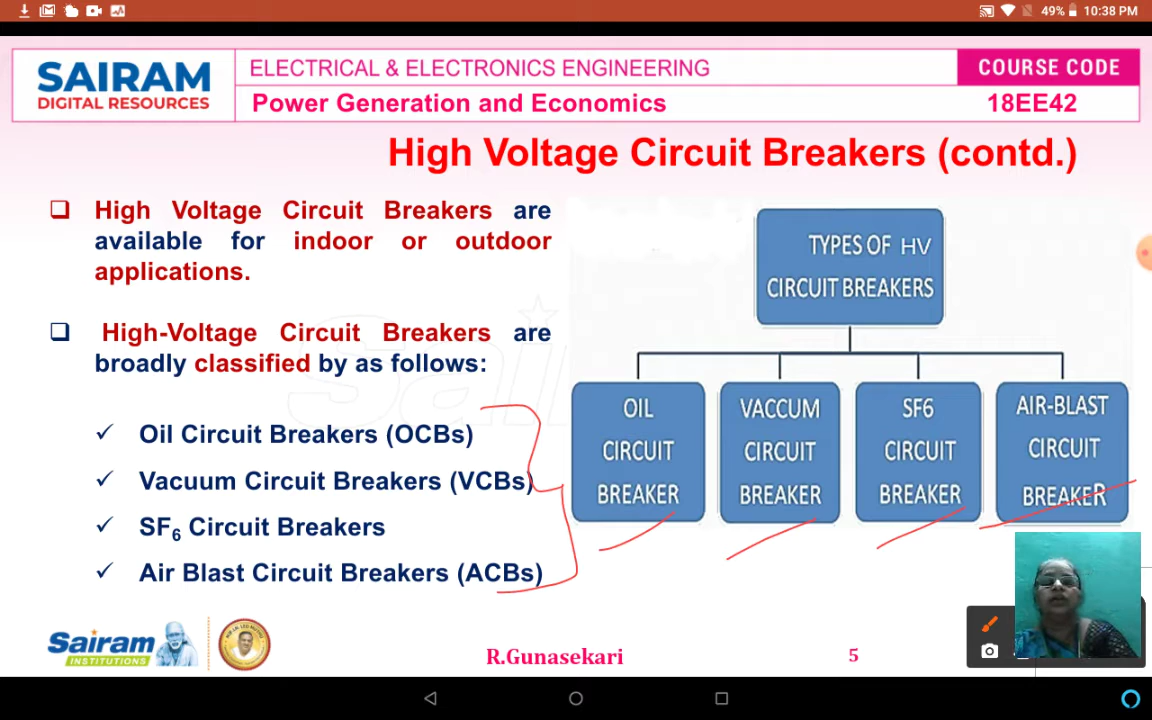 49% 10:38 PM
SAIRAM
DIGITAL RESOURCES
ELECTRICAL & ELECTRONICS ENGINEERING
Power Generation and Economics
COURSE CODE
18EE42
High Voltage Circuit Breakers (contd.)
High Voltage Circuit Breakers are
available for indoor or outdoor
applications.
High-Voltage Circuit Breakers are
broadly classified by as follows:
Oil Circuit Breakers (OCBs)
Vacuum Circuit Breakers (VCBs)
SF6 Circuit Breakers
Air Blast Circuit Breakers (ACBs)
TYPES OF HV
CIRCUIT BREAKERS
OIL
CIRCUIT
BREAKER
VACCUM
CIRCUIT
BREAKER
SF6
CIRCUIT
BREAKER
AIR-BLAST
CIRCUIT
BREAKER
Sairam
INSTITUTIONS
R.Gunasekari
5